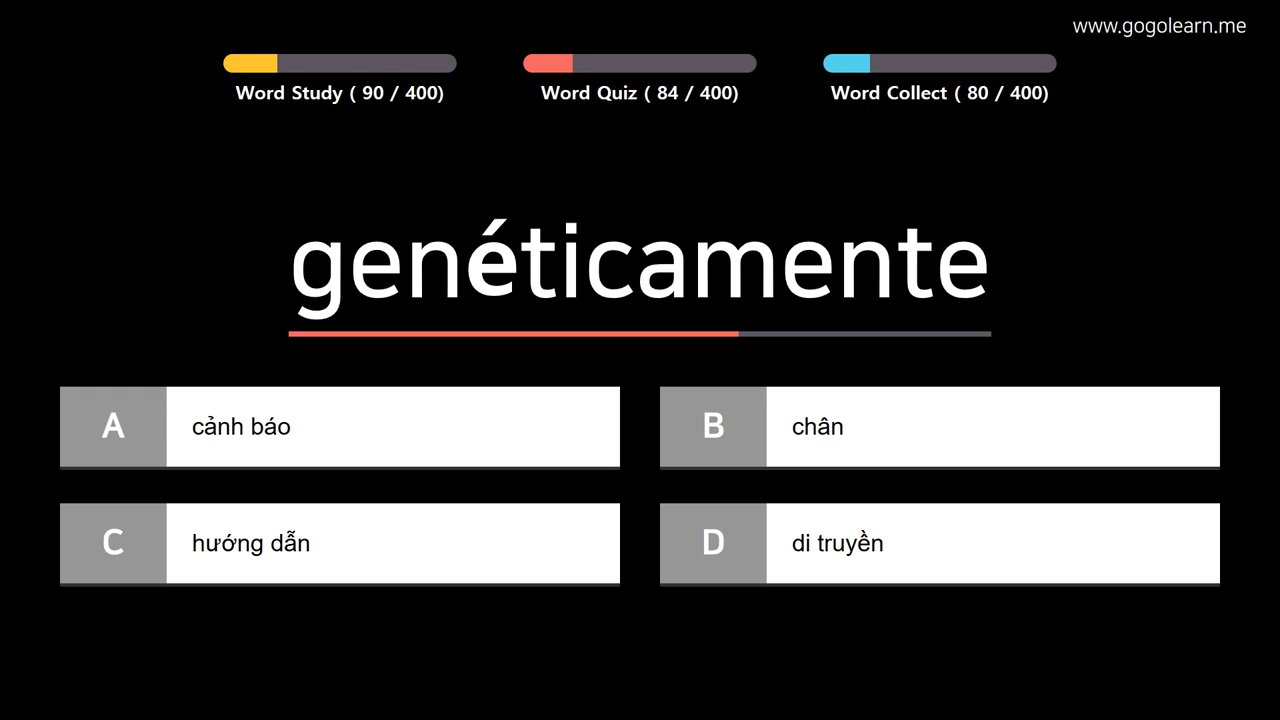 www.gogolearn.me
Word Study ( 90 / 400)
Word Quiz ( 84 / 400)
Word Collect ( 80 / 400)
genéticamente
A cảnh báo
B chân
C hướng dẫn
D di truyền